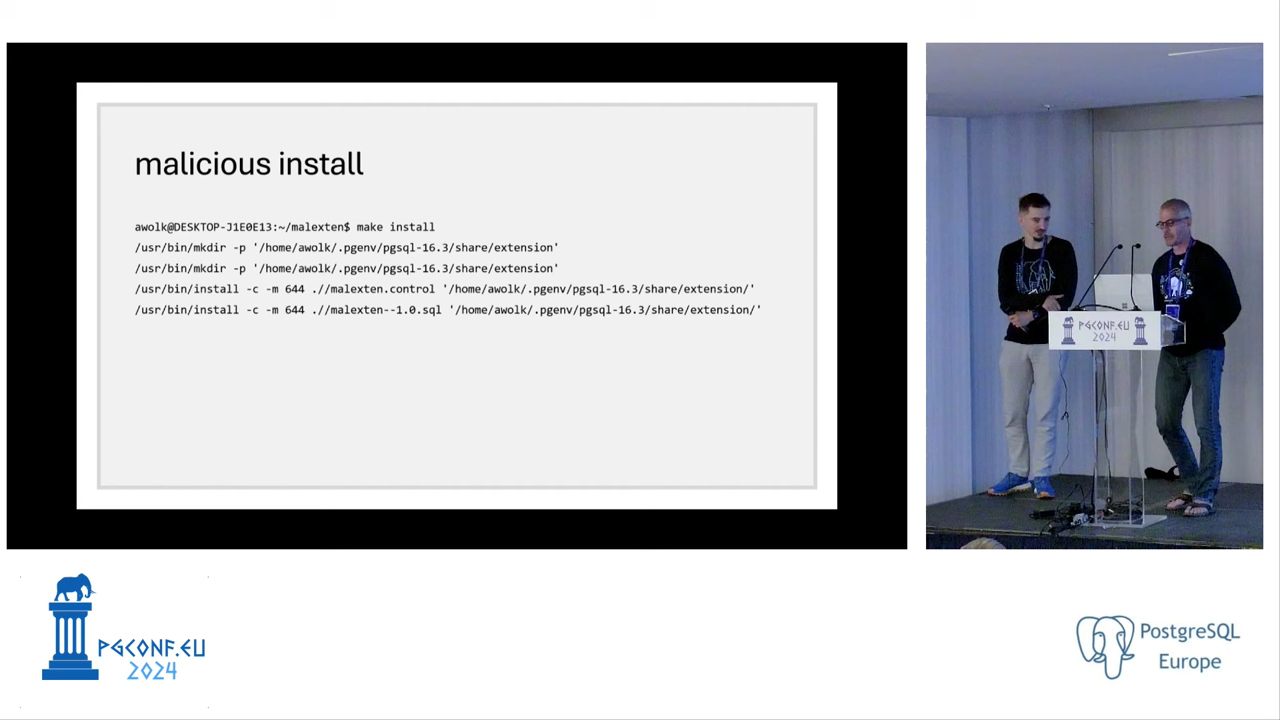 malicious install
awolk@DESKTOP-J1E0E13:~/malexten$ make install
/usr/bin/mkdir -p '/home/awolk/.pgenv/pgsql-16.3/share/extension'
/usr/bin/mkdir -p '/home/awolk/.pgenv/pgsql-16.3/share/extension'
/usr/bin/install -c -m 644 .//malexten.control '/home/awolk/.pgenv/pgsql-16.3/share/extension/'
/usr/bin/install -c -m 644 .//malexten--1.0.sql '/home/awolk/.pgenv/pgsql-16.3/share/extension/'
PGCONF.EU
2024
PGCONF.EU
2024
PostgreSQL
Europe